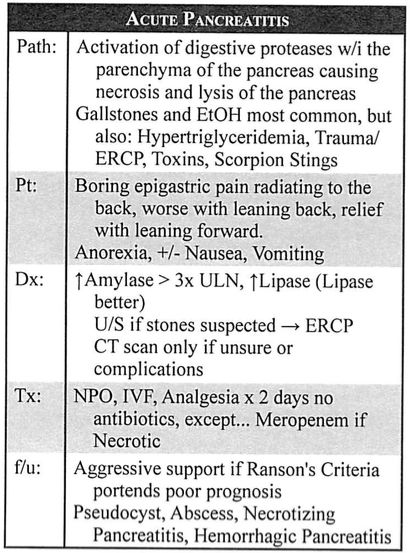 ACUTE PANCREATITIS
Path: Activation of digestive proteases w/i the
parenchyma of the pancreas causing
necrosis and lysis of the pancreas
Gallstones and EtOH most common, but
also: Hypertriglyceridemia, Trauma/
ERCP, Toxins, Scorpion Stings
Pt: Boring epigastric pain radiating to the
back, worse with leaning back, relief
with leaning forward.
Anorexia, +/- Nausea, Vomiting
Dx: ↑Amylase > 3x ULN, ↑Lipase (Lipase
better)
U/S if stones suspected → ERCP
CT scan only if unsure or
complications
Tx: NPO, IVF, Analgesia x 2 days no
antibiotics, except... Meropenem if
Necrotic
f/u: Aggressive support if Ranson's Criteria
portends poor prognosis
Pseudocyst, Abscess, Necrotizing
Pancreatitis, Hemorrhagic Pancreatitis